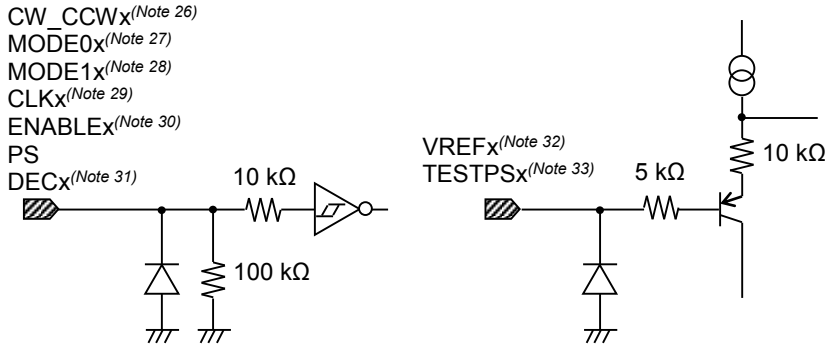 CW_CCWx(Note 26)
MODE0x(Note 27)
MODE1x(Note 28)
CLKx(Note 29)
ENABLEx(Note 30)
PS
DECx(Note 31)
10 kΩ
100 kΩ
VREFx(Note 32)
TESTPSx(Note 33)
5 kΩ
10 kΩ